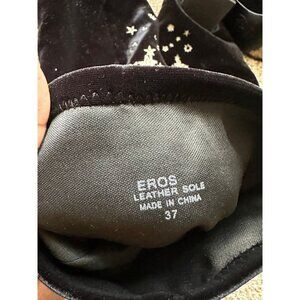 EROS
LEATHER SOLE
MADE IN CHINA
37